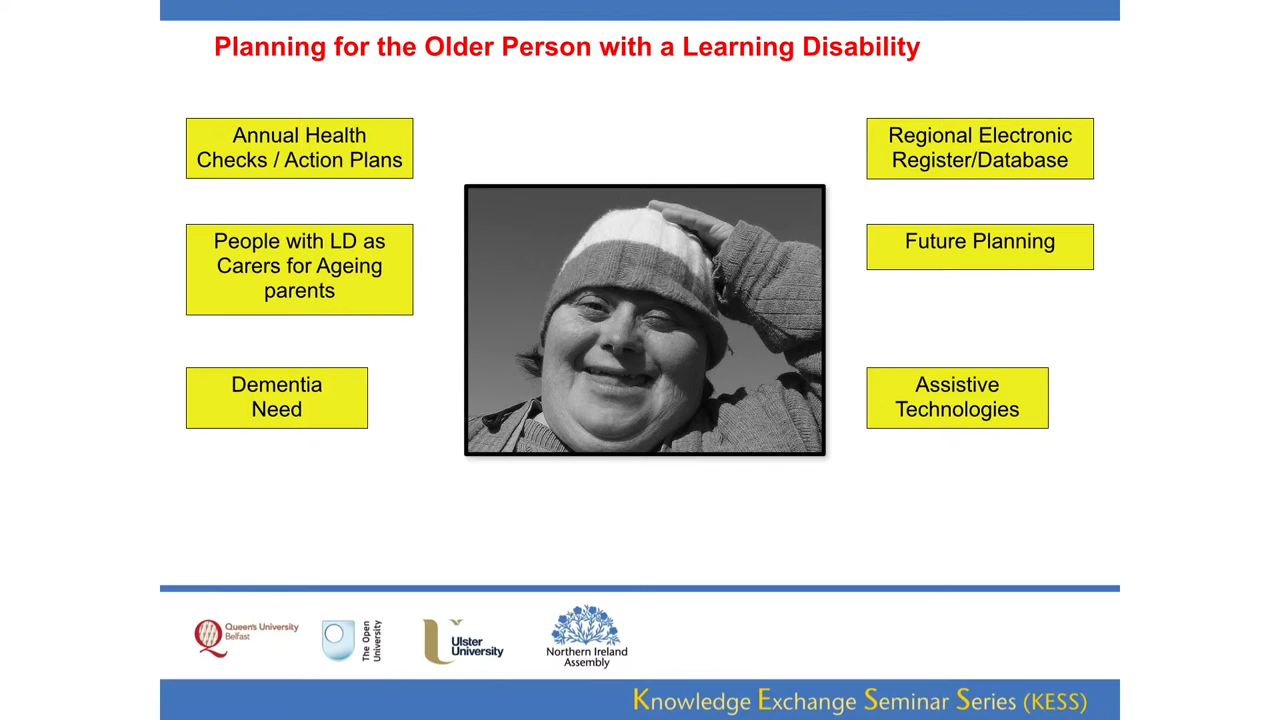 Planning for the Older Person with a Learning Disability
Annual Health
Checks / Action Plans
People with LD as
Carers for Ageing
parents
Dementia
Need
Regional Electronic
Register/Database
Future Planning
Assistive
Technologies
Queen's University
Belfast
The Open
University
Ulster
University
Northern Ireland
Assembly
Knowledge Exchange Seminar Series (KESS)